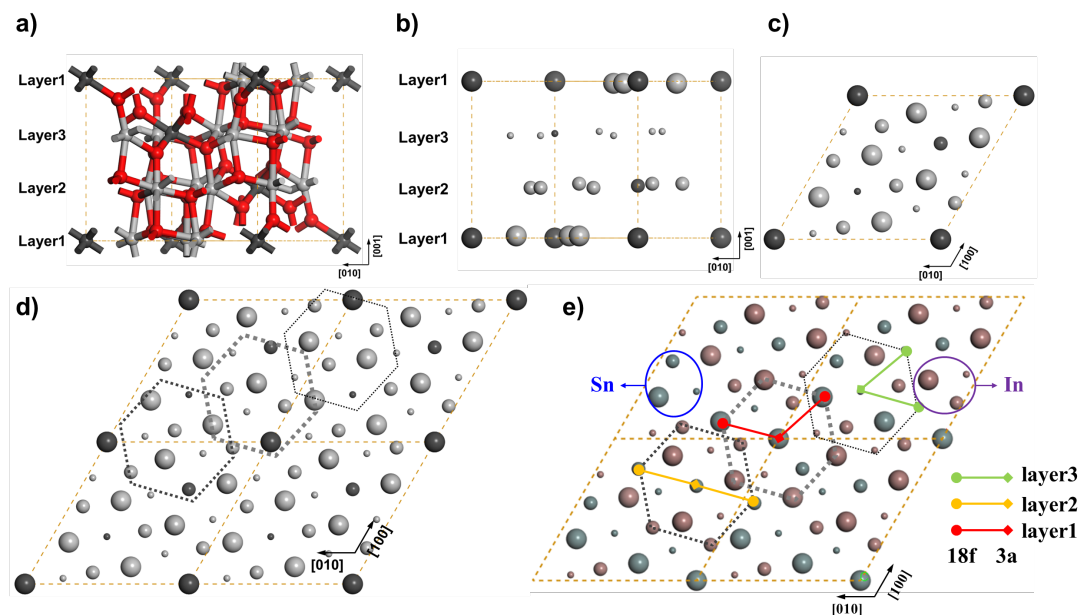 a)
Layer1
Layer3
Layer2
Layer1
[001]
[010]
b)
Layer1
Layer3
Layer2
Layer1
[001]
[010]
c)
[010]
[100]
d)
[010]
[100]
e)
Sn
In
layer3
layer2
layer1
18f 3a
[010]
[100]